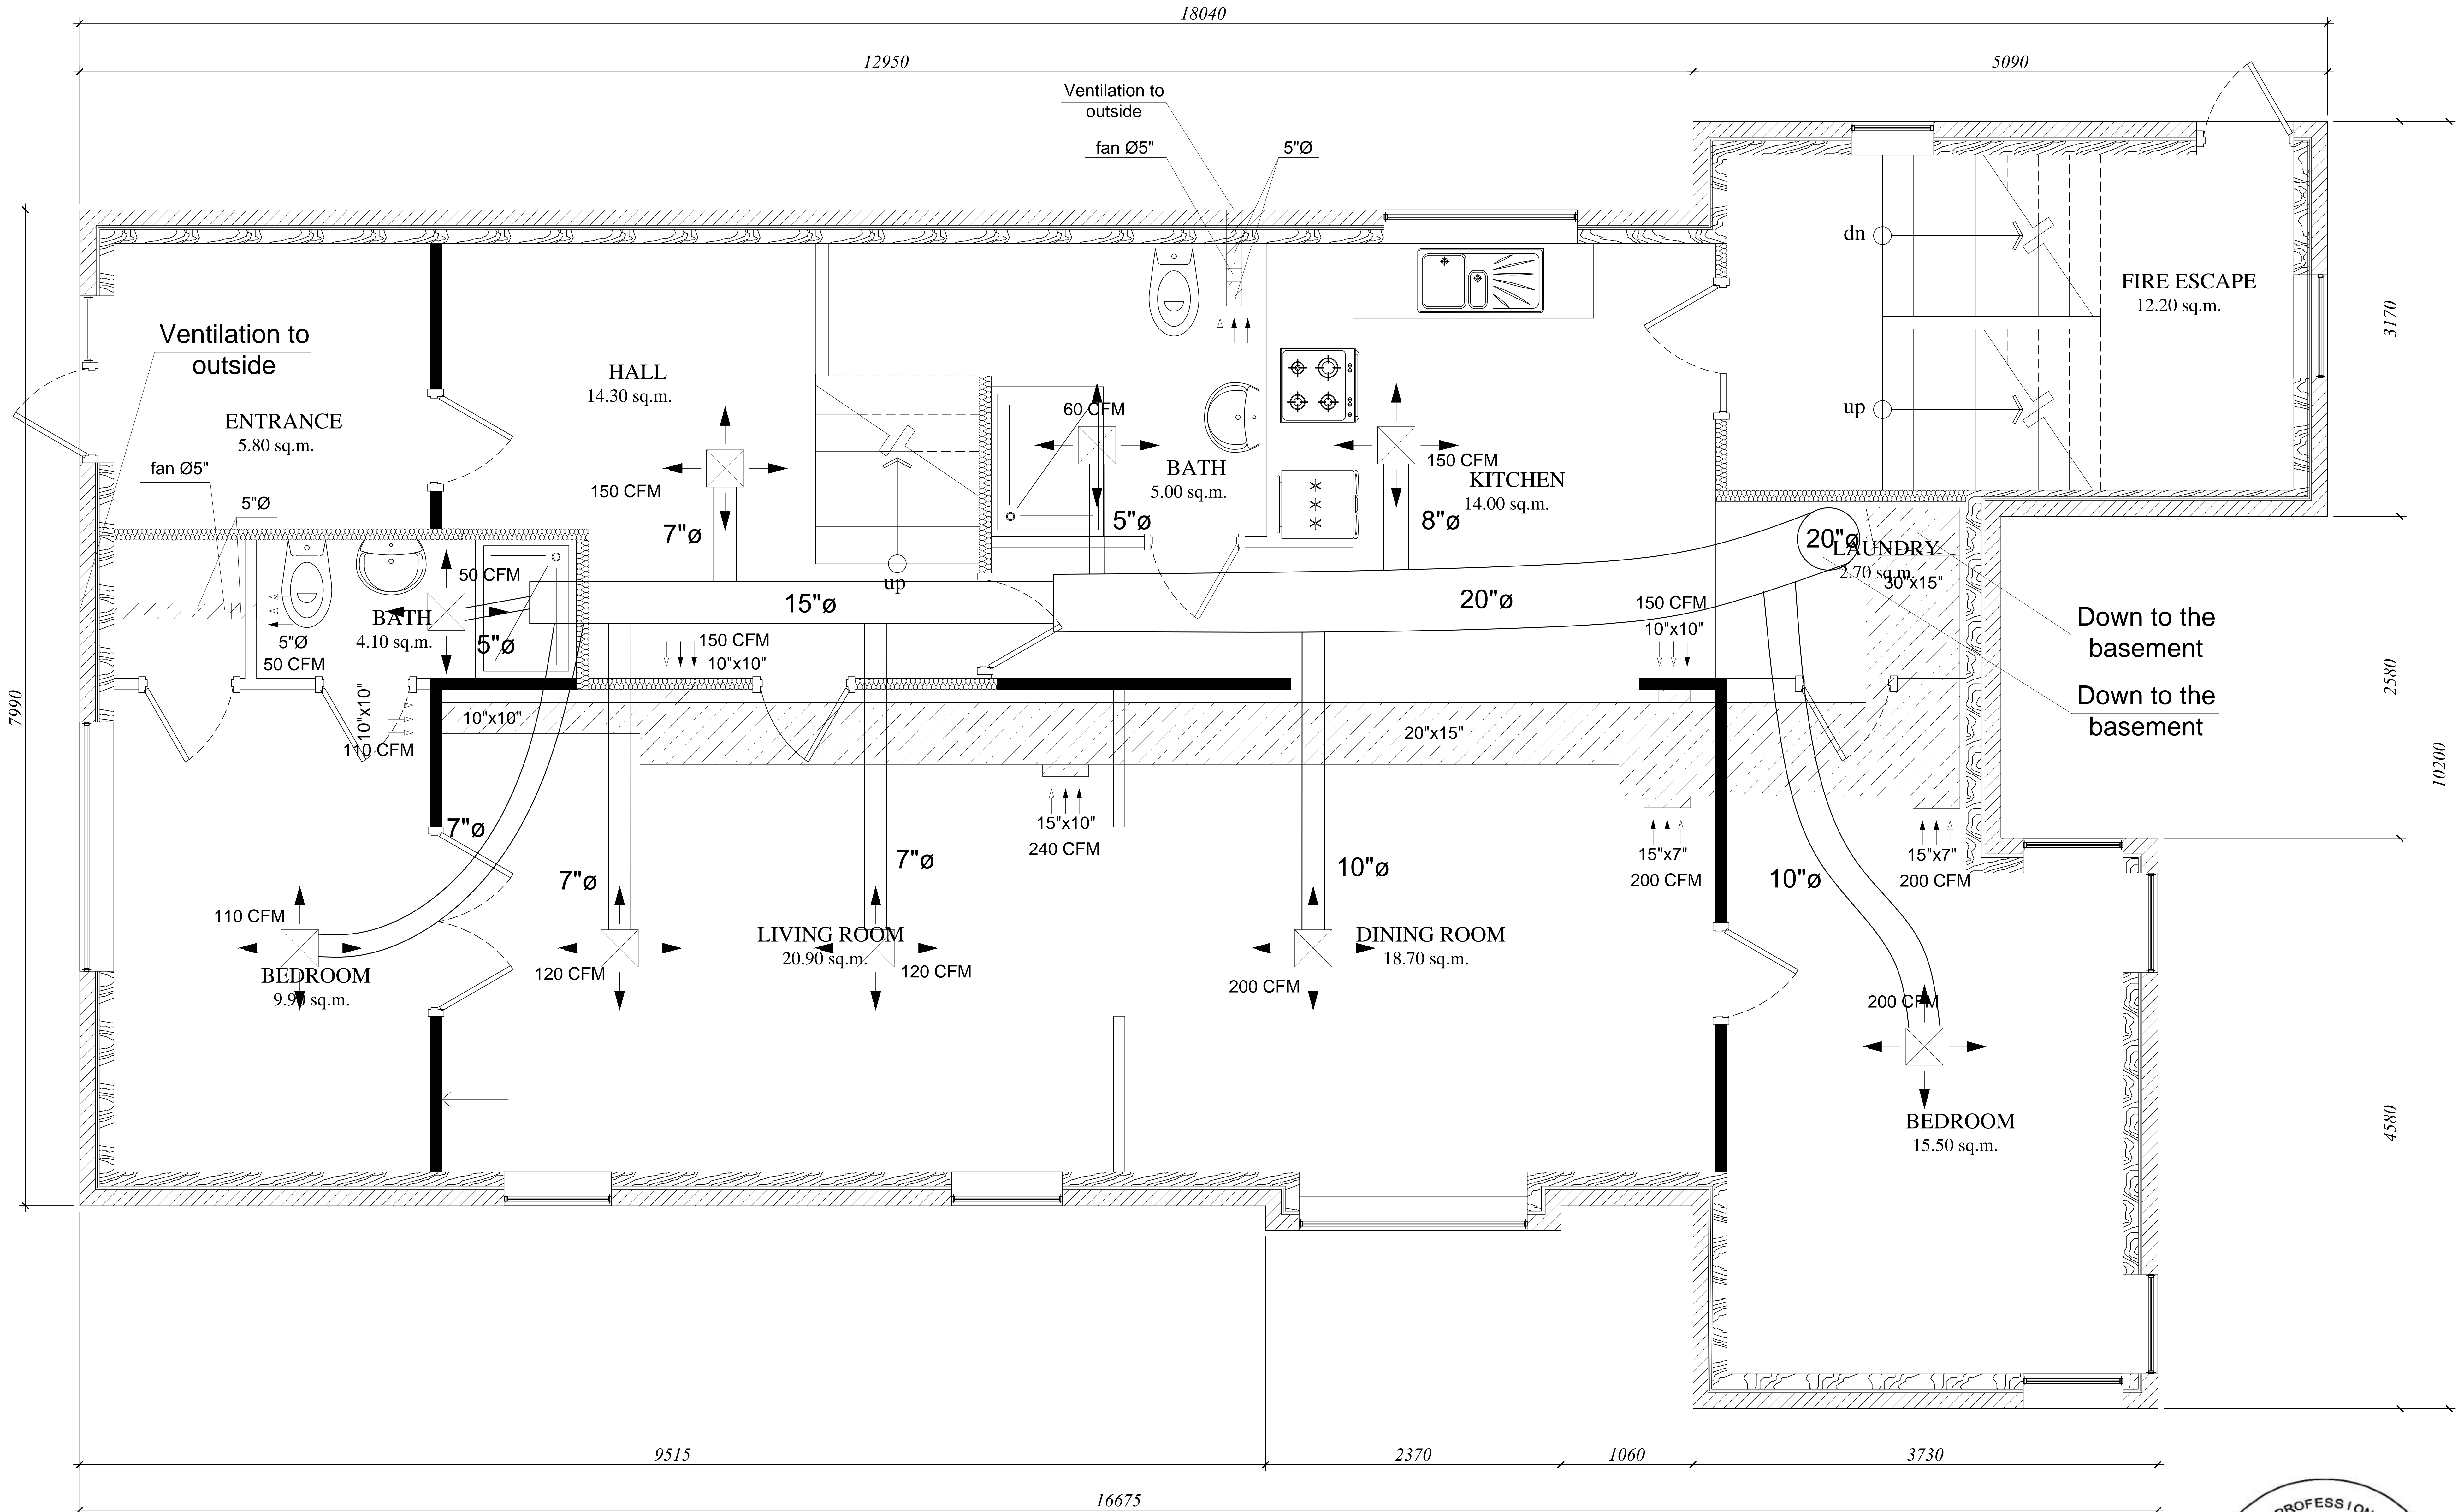 18040
12950
5090
Ventilation to
outside
fan Ø5"
5"Ø
dn
FIRE ESCAPE
12.20 sq.m.
3170
Ventilation to
outside
HALL
14.30 sq.m.
ENTRANCE
5.80 sq.m.
60 CFM
up
fan Ø5"
5"Ø
150 CFM
7"ø
BATH
5.00 sq.m.
5"ø
150 CFM
KITCHEN
14.00 sq.m.
8"ø
20"ø
LAUNDRY
2.70 sq.m.
30"x15"
50 CFM
up
15"ø
20"ø
150 CFM
10"x10"
BATH
4.10 sq.m.
5"ø
5"Ø
50 CFM
150 CFM
10"x10"
Down to the
basement
Down to the
basement
2580
7990
10"x10"
110 CFM
10"x10"
20"x15"
10200
15"x10"
240 CFM
7"ø
7"ø
7"ø
10"ø
15"x7"
200 CFM
10"ø
15"x7"
200 CFM
110 CFM
BEDROOM
9.90 sq.m.
120 CFM
LIVING ROOM
20.90 sq.m.
120 CFM
DINING ROOM
18.70 sq.m.
200 CFM
200 CFM
BEDROOM
15.50 sq.m.
4580
9515
2370
1060
3730
16675